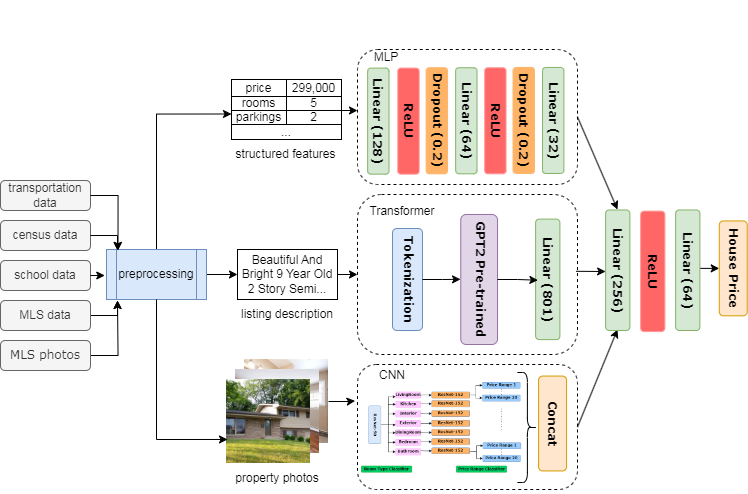 MLP
price 299,000
rooms 5
parkings 2
...
structured features
Linear (128)
ReLU
Dropout (0.2)
Linear (64)
ReLU
Dropout (0.2)
Linear (32)
transportation
data
census data
school data
MLS data
MLS photos
preprocessing
Beautiful And
Bright 9 Year Old
2 Story Semi...
listing description
Transformer
Tokenization
GPT2 Pre-trained
Linear (801)
Linear (256)
ReLU
Linear (64)
House Price
property photos
CNN
LivingRoom
Kitchen
Interior
Exterior
DiningRoom
Bedroom
Bathroom
ResNet-152
ResNet-152
ResNet-152
ResNet-152
ResNet-152
ResNet-152
ResNet-152
Price Range 1
Price Range 20
Price Range 1
Price Range 20
Room Type Classifier
Price Range Classifier
Concat